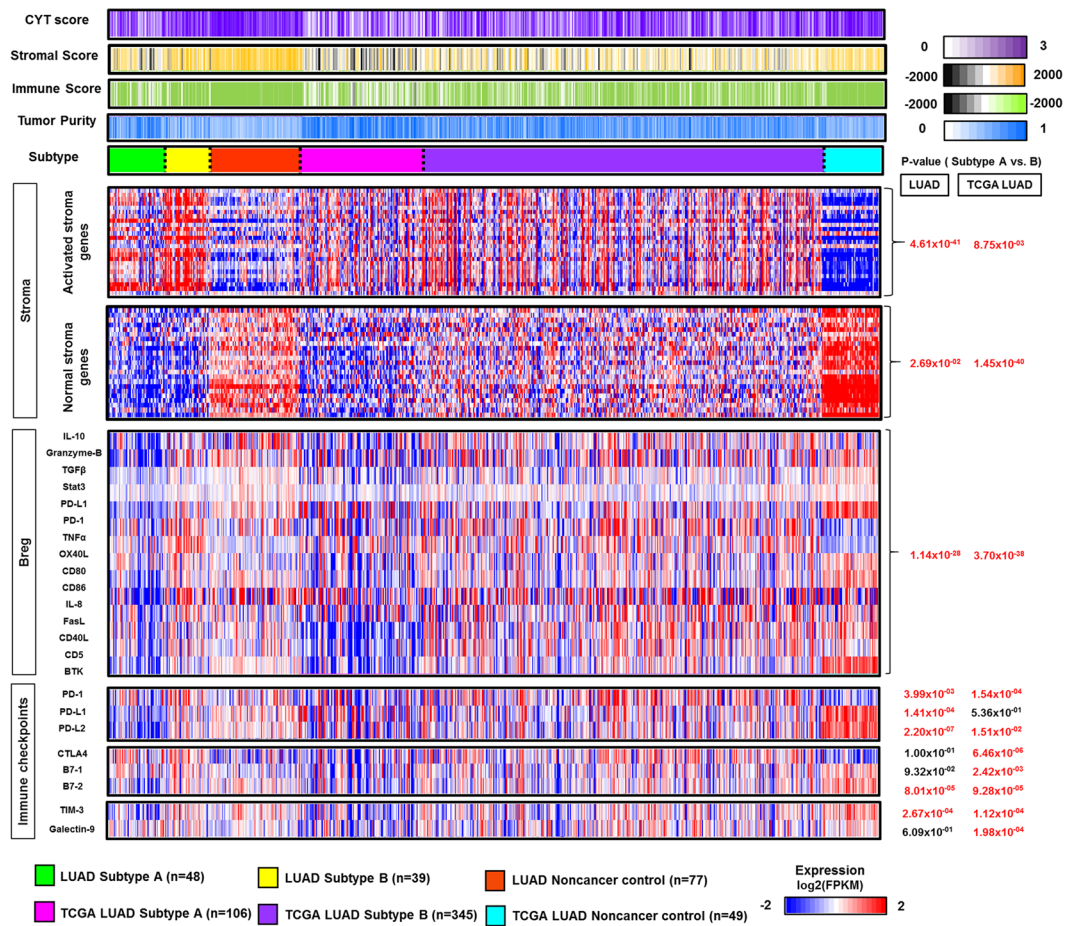 CYT score
0 3
Stromal Score
-2000 2000
Immune Score
-2000 -2000
Tumor Purity
0 1
Subtype
P-value ( Subtype A vs. B)
LUAD TCGA LUAD
Stroma
Activated stroma genes
4.61x10-41 8.75x10-03
Normal stroma genes
2.69x10-02 1.45x10-40
Breg
IL-10
Granzyme-B
TGFβ
Stat3
PD-L1
PD-1
TNFα
OX40L
CD80
CD86
IL-8
FasL
CD40L
CD5
BTK
1.14x10-28 3.70x10-38
Immune checkpoints
PD-1 3.99x10-03 1.54x10-04
PD-L1 1.41x10-04 5.36x10-01
PD-L2 2.20x10-07 1.51x10-02
CTLA4 1.00x10-01 6.46x10-06
B7-1 9.32x10-02 2.42x10-03
B7-2 8.01x10-05 9.28x10-05
TIM-3 2.67x10-04 1.12x10-04
Galectin-9 6.09x10-01 1.98x10-04
LUAD Subtype A (n=48) LUAD Subtype B (n=39) LUAD Noncancer control (n=77)
TCGA LUAD Subtype A (n=106) TCGA LUAD Subtype B (n=345) TCGA LUAD Noncancer control (n=49)
Expression
log2(FPKM)
-2 2